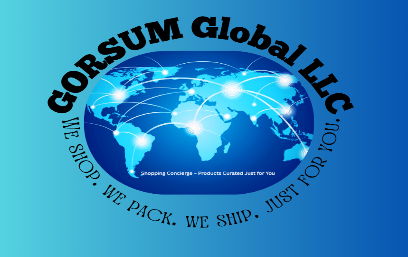 GORSUM Global LLC
Shopping Concierge – Products Curated Just for You
WE SHOP. WE PACK. WE SHIP. JUST FOR YOU.